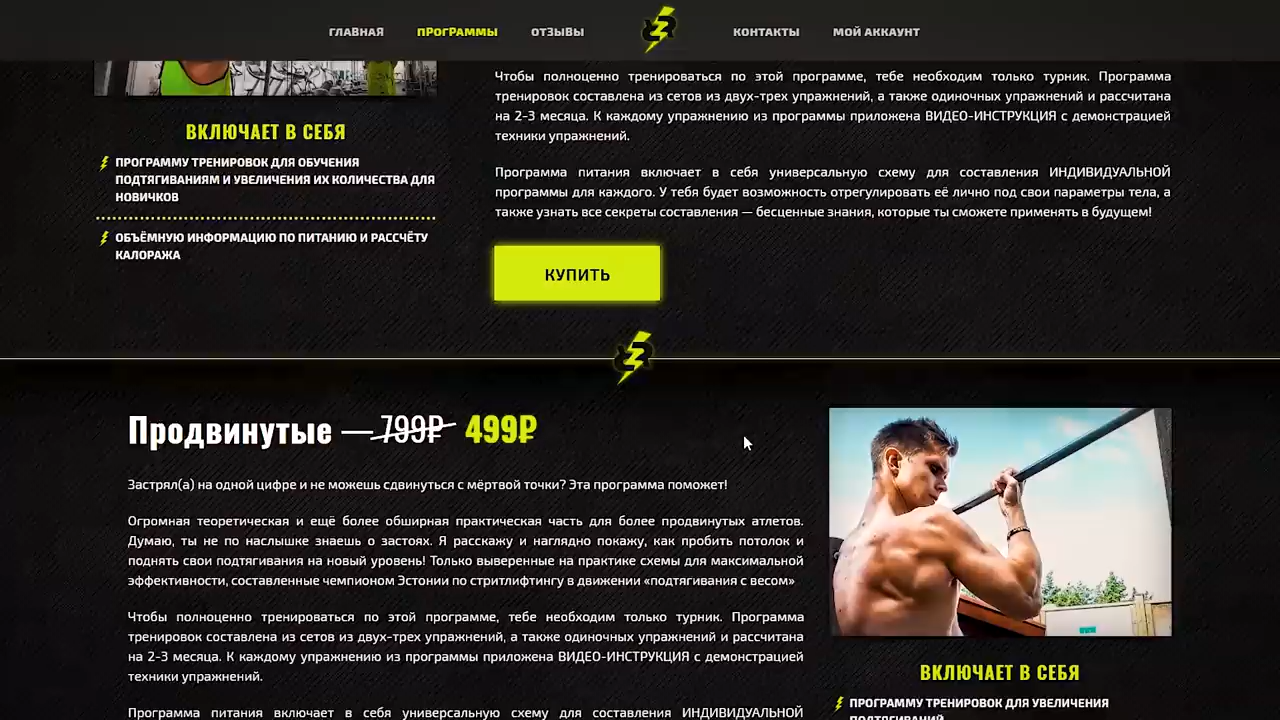 ГЛАВНАЯ ПРОГРАММЫ ОТЗЫВЫ КОНТАКТЫ МОЙ АККАУНТ
Чтобы полноценно тренироваться по этой программе, тебе необходим только турник. Программа
тренировок составлена из сетов из двух-трех упражнений, а также одиночных упражнений и рассчитана
на 2-3 месяца. К каждому упражнению из программы приложена ВИДЕО-ИНСТРУКЦИЯ с демонстрацией
техники упражнений.
Программа питания включает в себя универсальную схему для составления ИНДИВИДУАЛЬНОЙ
программы для каждого. У тебя будет возможность отрегулировать её лично под свои параметры тела, а
также узнать все секреты составления — бесценные знания, которые ты сможете применять в будущем!
КУПИТЬ
ВКЛЮЧАЕТ В СЕБЯ
ПРОГРАММУ ТРЕНИРОВОК ДЛЯ ОБУЧЕНИЯ
ПОДТЯГИВАНИЯМ И УВЕЛИЧЕНИЯ ИХ КОЛИЧЕСТВА ДЛЯ
НОВИЧКОВ
ОБЪЁМНУЮ ИНФОРМАЦИЮ ПО ПИТАНИЮ И РАССЧЁТУ
КАЛОРАЖА
Продвинутые — 799₽ 499₽
Застрял(а) на одной цифре и не можешь сдвинуться с мёртвой точки? Эта программа поможет!
Огромная теоретическая и ещё более обширная практическая часть для более продвинутых атлетов.
Думаю, ты не по наслышке знаешь о застоях. Я расскажу и наглядно покажу, как пробить потолок и
поднять свои подтягивания на новый уровень! Только выверенные на практике схемы для максимальной
эффективности, составленные чемпионом Эстонии по стритлифтингу в движении «подтягивания с весом»
Чтобы полноценно тренироваться по этой программе, тебе необходим только турник. Программа
тренировок составлена из сетов из двух-трех упражнений, а также одиночных упражнений и рассчитана
на 2-3 месяца. К каждому упражнению из программы приложена ВИДЕО-ИНСТРУКЦИЯ с демонстрацией
техники упражнений.
Программа питания включает в себя универсальную схему для составления ИНДИВИДУАЛЬНОЙ
ВКЛЮЧАЕТ В СЕБЯ
ПРОГРАММУ ТРЕНИРОВОК ДЛЯ УВЕЛИЧЕНИЯ
ПОДТЯГИВАНИЙ